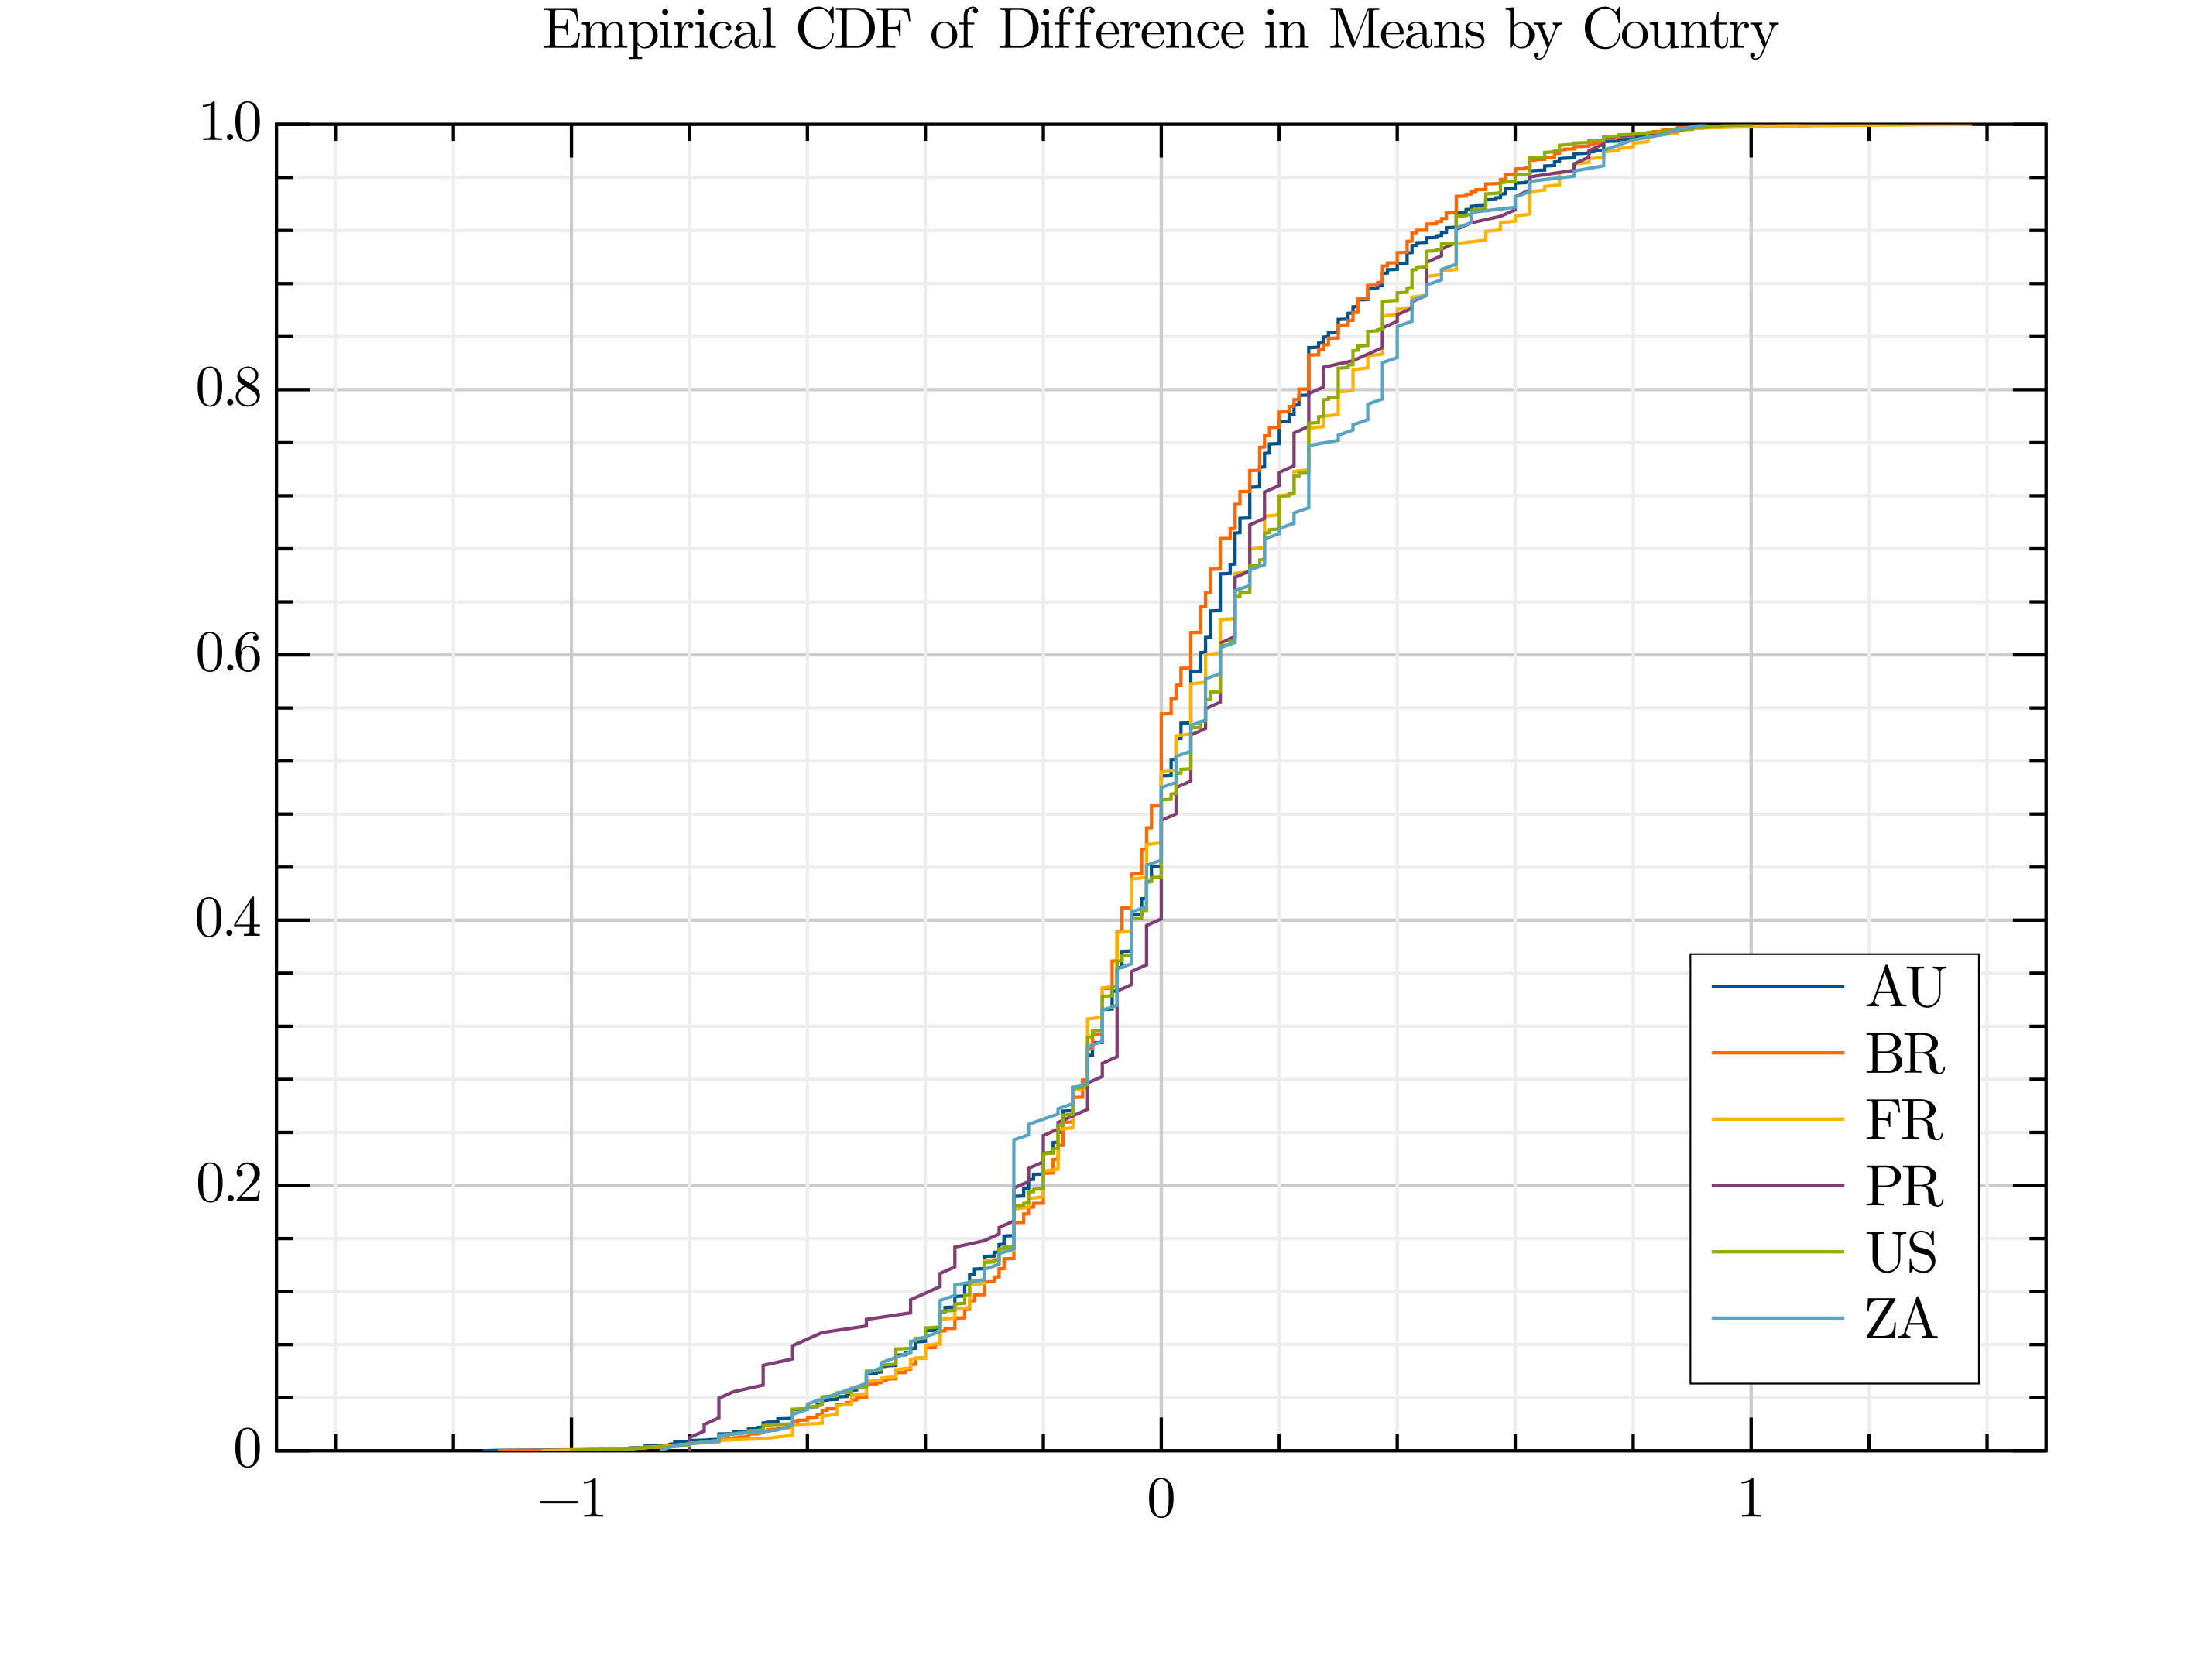 Empirical CDF of Difference in Means by Country
1.0
0.8
0.6
0.4
0.2
0
−1 0 1
AU
BR
FR
PR
US
ZA